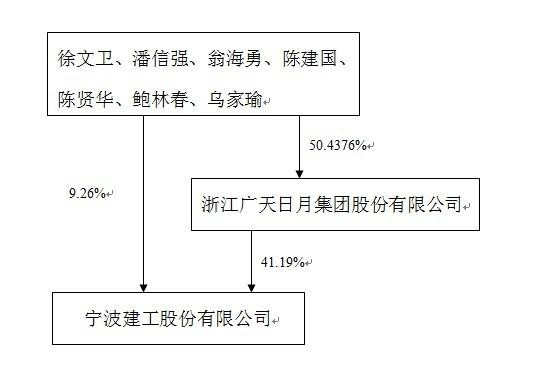 徐文卫、潘信强、翁海勇、陈建国、
陈贤华、鲍林春、乌家瑜
50.4376%
9.26%
浙江广天日月集团股份有限公司
41.19%
宁波建工股份有限公司